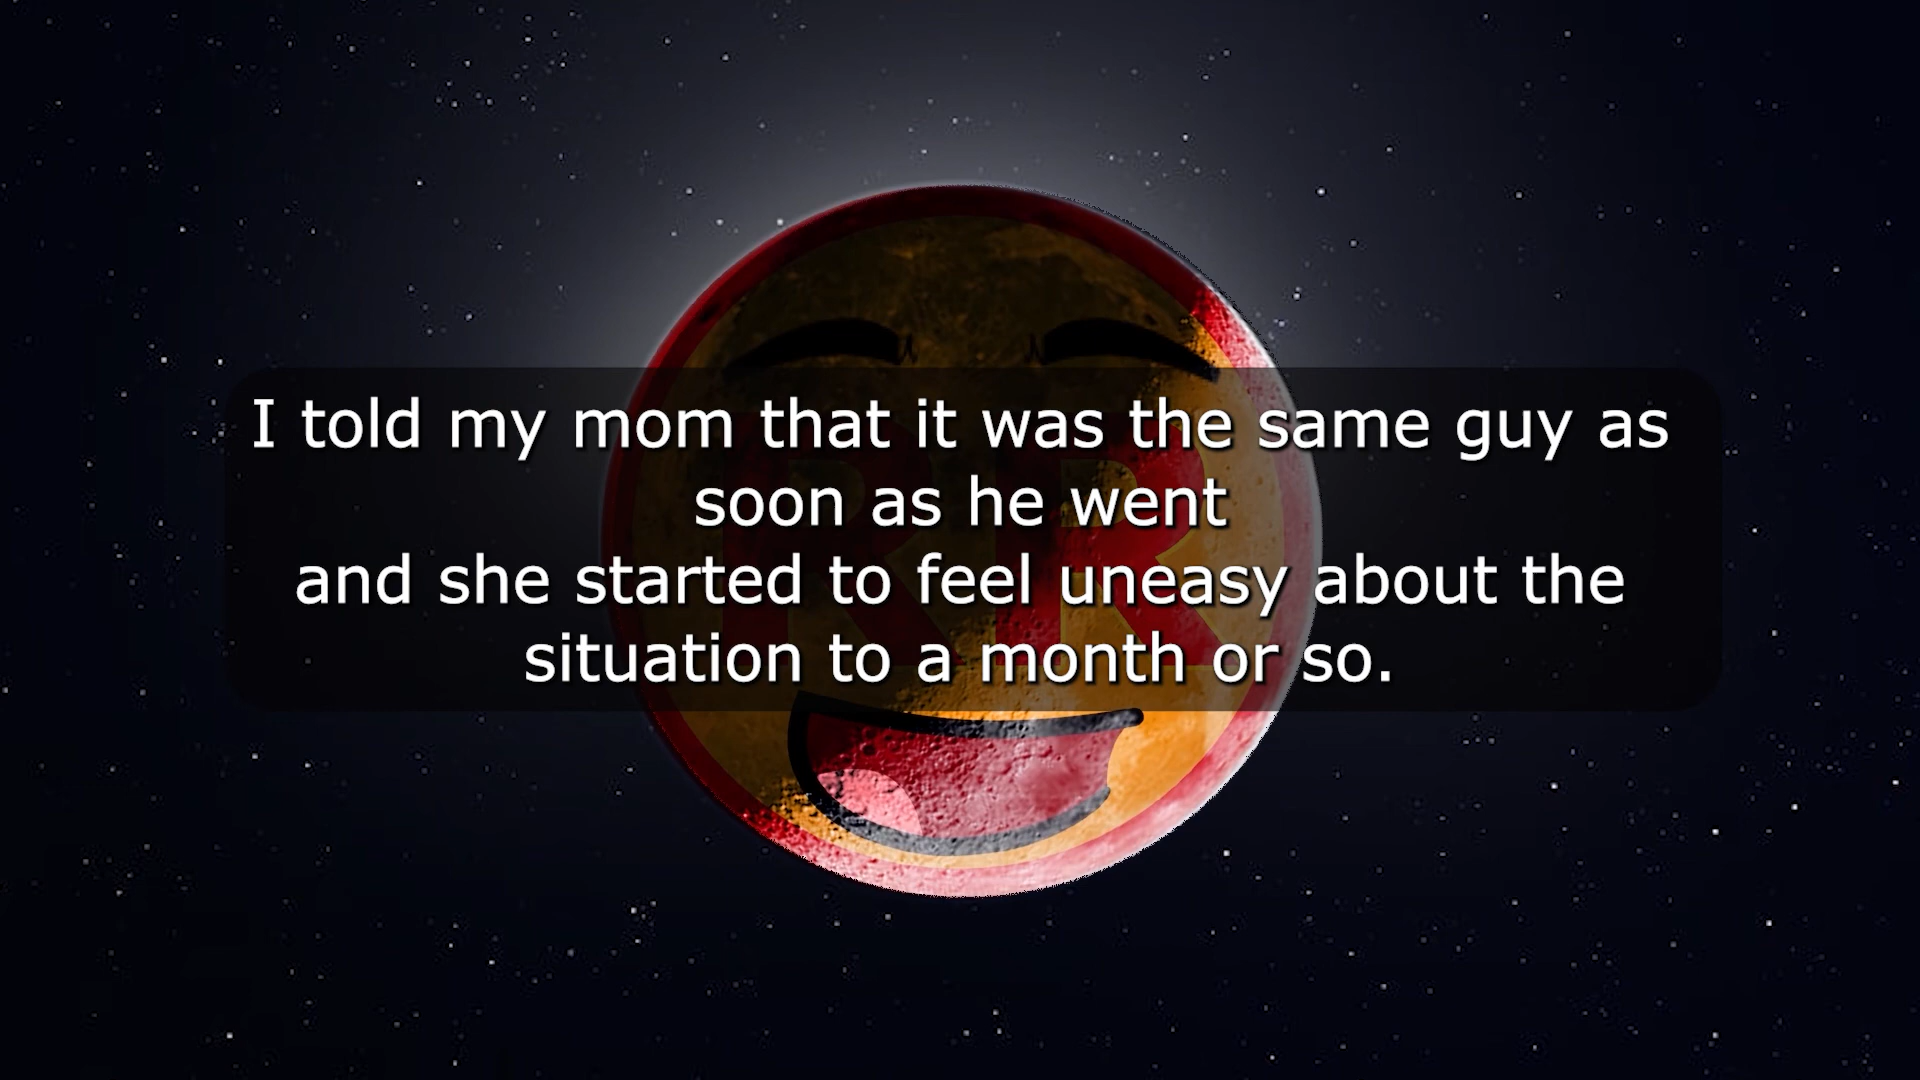 I told my mom that it was the same guy as
soon as he went
and she started to feel uneasy about the
situation to a month or so.
RR